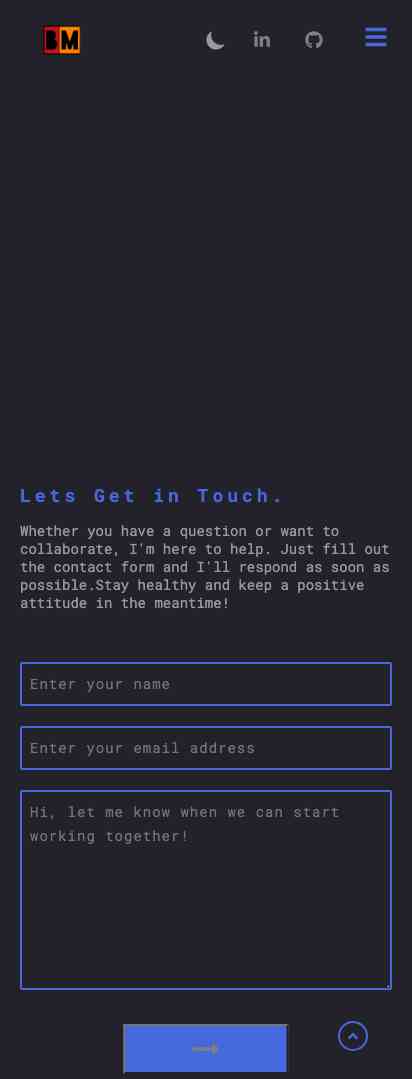 BM
in
Lets Get in Touch.
Whether you have a question or want to
collaborate, I'm here to help. Just fill out
the contact form and I'll respond as soon as
possible.Stay healthy and keep a positive
attitude in the meantime!
Enter your name
Enter your email address
Hi, let me know when we can start
working together!